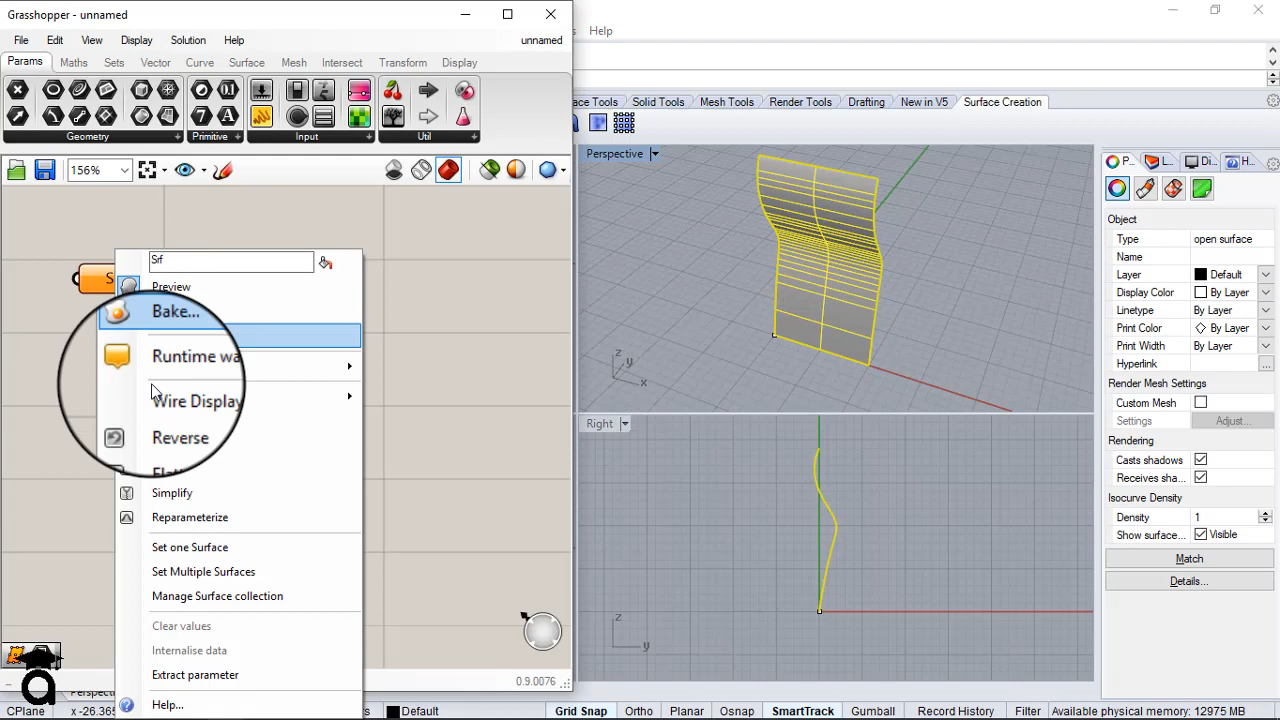 Grasshopper - unnamed
File Edit View Display Solution Help unnamed
Help
Params Maths Sets Vector Curve Surface Mesh Intersect Transform Display
Geometry Primitive Input Util
ace Tools Solid Tools Mesh Tools Render Tools Drafting New in V5 Surface Creation
156%
Perspective
Srf
Preview
Bake...
Runtime wa
Wire Display
Reverse
Simplify
Reparameterize
Set one Surface
Set Multiple Surfaces
Manage Surface collection
Clear values
Internalise data
Extract parameter
Help...
S
0.9.0076
z y x
Right
z y
P... L... Di... H...
Object
Type open surface
Name
Layer Default
Display Color By Layer
Linetype By Layer
Print Color By Layer
Print Width By Layer
Hyperlink ...
Render Mesh Settings
Custom Mesh
Settings Adjust...
Rendering
Casts shadows
Receives sha...
Isocurve Density
Density 1
Show surface... Visible
Match
Details...
a
CPlane x -26.36 Default Grid Snap Ortho Planar Osnap SmartTrack Gumball Record History Filter Available physical memory: 12975 MB